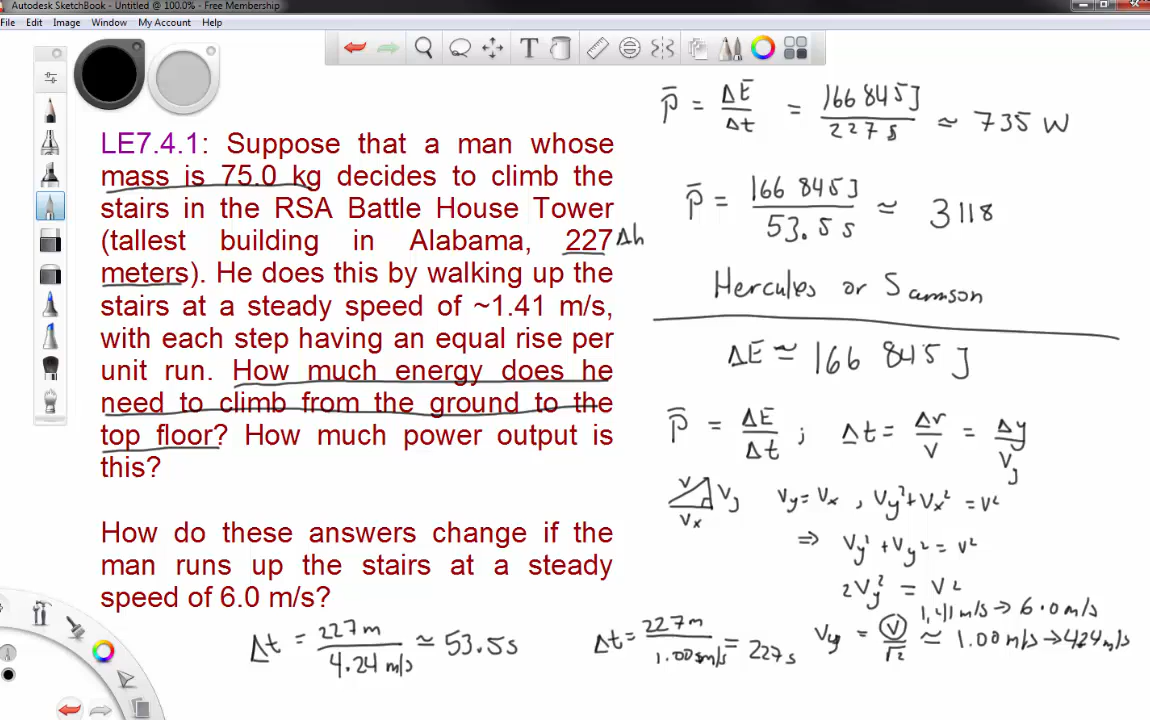 Autodesk SketchBook - Untitled @ 100.0% - Free Membership
File Edit Image Window My Account Help
LE7.4.1: Suppose that a man whose
mass is 75.0 kg decides to climb the
stairs in the RSA Battle House Tower
(tallest building in Alabama, 227 Δh
meters). He does this by walking up the
stairs at a steady speed of ~1.41 m/s,
with each step having an equal rise per
unit run. How much energy does he
need to climb from the ground to the
top floor? How much power output is
this?
How do these answers change if the
man runs up the stairs at a steady
speed of 6.0 m/s?
Δt = 227m / 4.24 m/s ≈ 53.5s
Δt = 227m / 1.00m/s = 227s
P̄ = ΔE / Δt = 166 845J / 227 s ≈ 735 W
P̄ = 166 845J / 53.5 s ≈ 3118
Hercules or Samson
ΔE ≈ 166 845 J
P̄ = ΔE / Δt ; Δt = Δr / v = Δy / Vy
V Vy Vx
Vy = Vx , Vy² + Vx² = V²
⇒ Vy² + Vy² = V²
2Vy² = V²
1.41 m/s → 6.0 m/s
Vy = V / √2 ≈ 1.00 m/s → 4.24 m/s